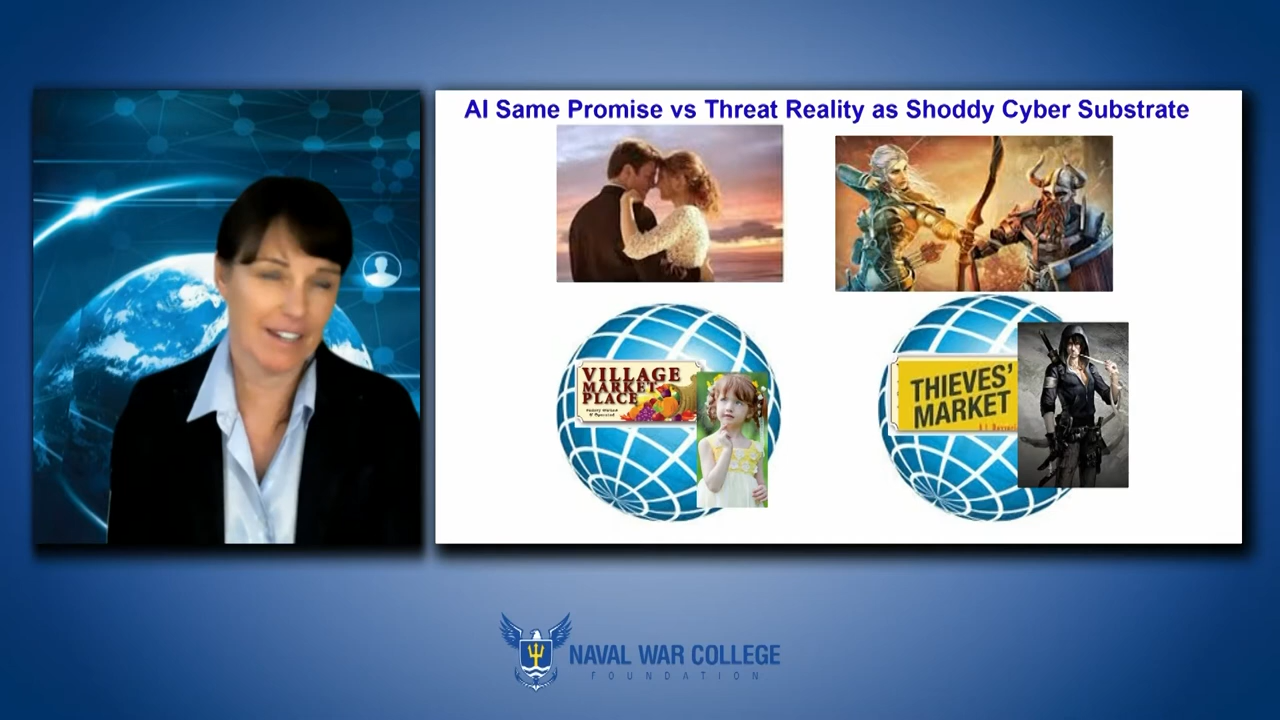 AI Same Promise vs Threat Reality as Shoddy Cyber Substrate
VILLAGE
MARKET
PLACE
THIEVES'
MARKET
NAVAL WAR COLLEGE
FOUNDATION